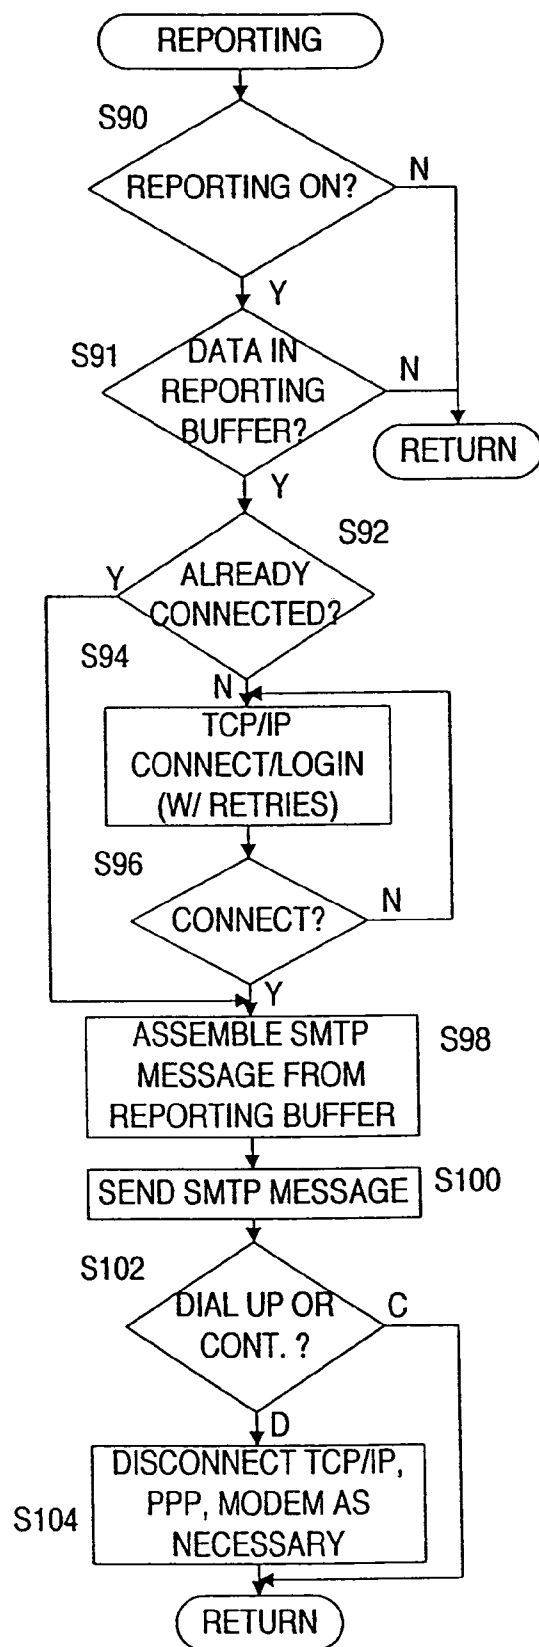 REPORTING
S90
REPORTING ON?
N
Y
S91
DATA IN
REPORTING
BUFFER?
N
RETURN
Y
S92
Y
ALREADY
CONNECTED?
S94
N
TCP/IP
CONNECT/LOGIN
(W/ RETRIES)
S96
CONNECT?
N
Y
ASSEMBLE SMTP
MESSAGE FROM
REPORTING BUFFER
S98
SEND SMTP MESSAGE
S100
S102
DIAL UP OR
CONT. ?
C
D
DISCONNECT TCP/IP,
PPP, MODEM AS
NECESSARY
S104
RETURN